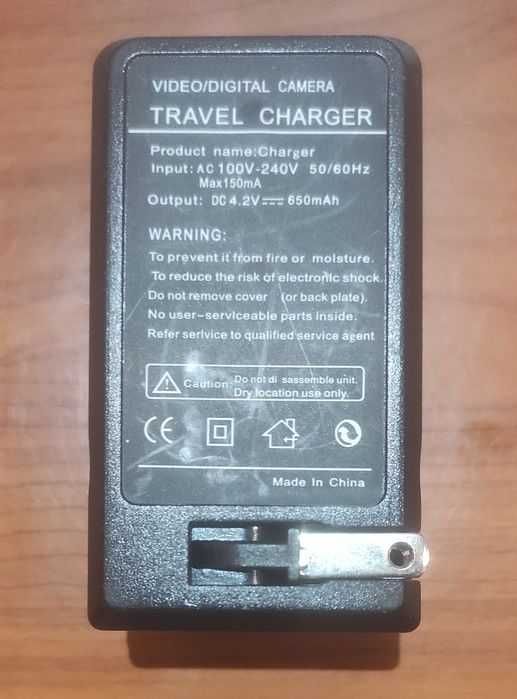 VIDEO/DIGITAL CAMERA
TRAVEL CHARGER
Product name:Charger
Input: AC 100V-240V 50/60Hz
Max150mA
Output: DC 4.2V 650mAh
WARNING:
To prevent it from fire or moisture.
To reduce the risk of electronic shock.
Do not remove cover (or back plate).
No user-serviceable parts inside.
Refer serivice to qualified service agent
Caution: Do not di sassemble unit.
Dry location use only.
CE
Made In China